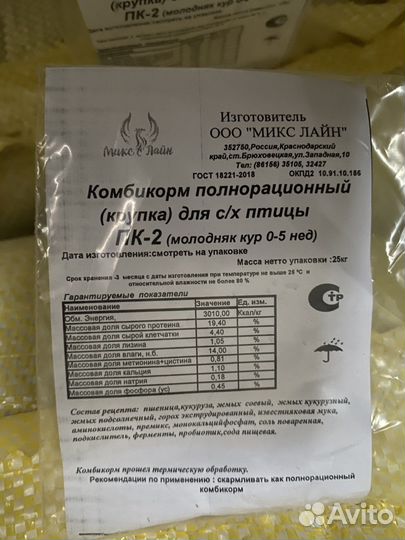 (крупка) для с/х птицы
ПК-2 (молодняк кур 0-5 нед)
Микс Лайн
Изготовитель
ООО "МИКС ЛАЙН"
352750,Россия,Краснодарский
край,ст.Брюховецкая,ул.Западная,10
Тел: (86156) 35105, 32427
ГОСТ 18221-2018 ОКПД2 10.91.10.186
Комбикорм полнорационный
(крупка) для с/х птицы
ПК-2 (молодняк кур 0-5 нед)
Дата изготовления:смотреть на упаковке
Масса нетто упаковки :25кг
Срок хранения -3 месяца с даты изготовления при температуре не выше 25 °С и
относительной влажности не более 80 %
Гарантируемые показатели
Наименование Значение Ед. изм.
Обм. Энергия, 3010,00 Ккал/кг
Массовая доля сырого протеина 19,40 %
Массовая доля сырой клетчатки 4,40 %
Массовая доля лизина 1,05 %
Массовая доля влаги, н.б. 14,00 %
Массовая доля метионина+цистина 0,81 %
Массовая доля кальция 1,10 %
Массовая доля натрия 0,18 %
Массовая доля фосфора (ус) 0,45 %
СТР
Состав рецепта: пшеница,кукуруза, жмых соевый, жмых кукурузный,
жмых подсолнечный, горох экструдированный, известняковая мука,
аминокислоты, премикс, монокальцийфосфат, соль поваренная,
подкислитель, ферменты, пробиотик,сода пищевая.
Комбикорм прошел термическую обработку.
Рекомендации по применению : скармливать как полнорационный
комбикорм
Avito